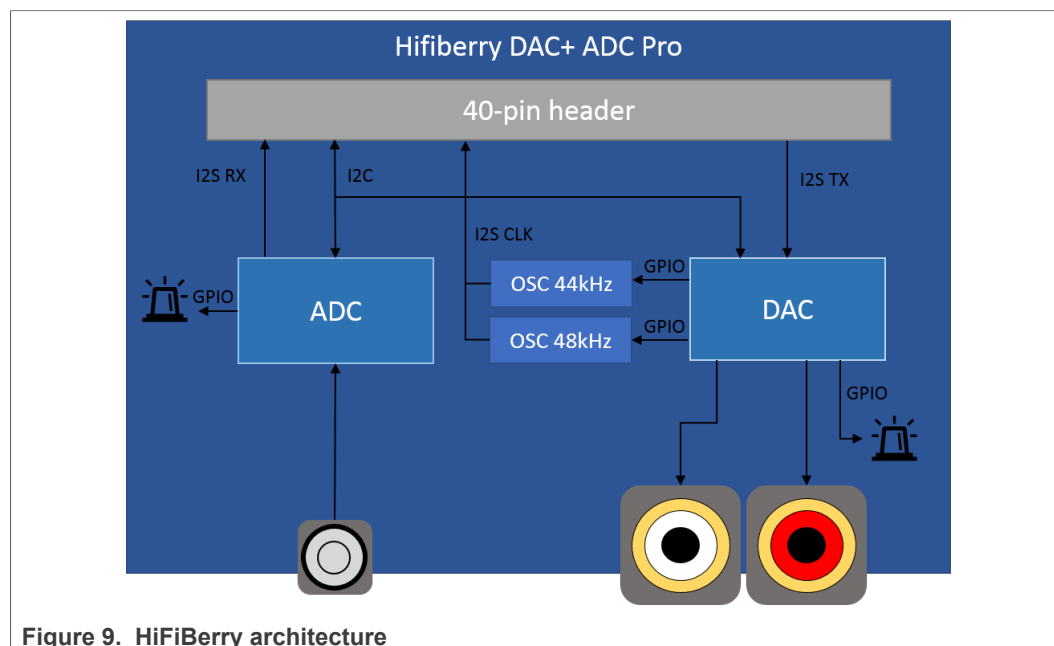 Hifiberry DAC+ ADC Pro
40-pin header
I2S RX
I2C
I2S TX
I2S CLK
GPIO
ADC
OSC 44kHz
GPIO
DAC
OSC 48kHz
GPIO
GPIO
Figure 9. HiFiBerry architecture